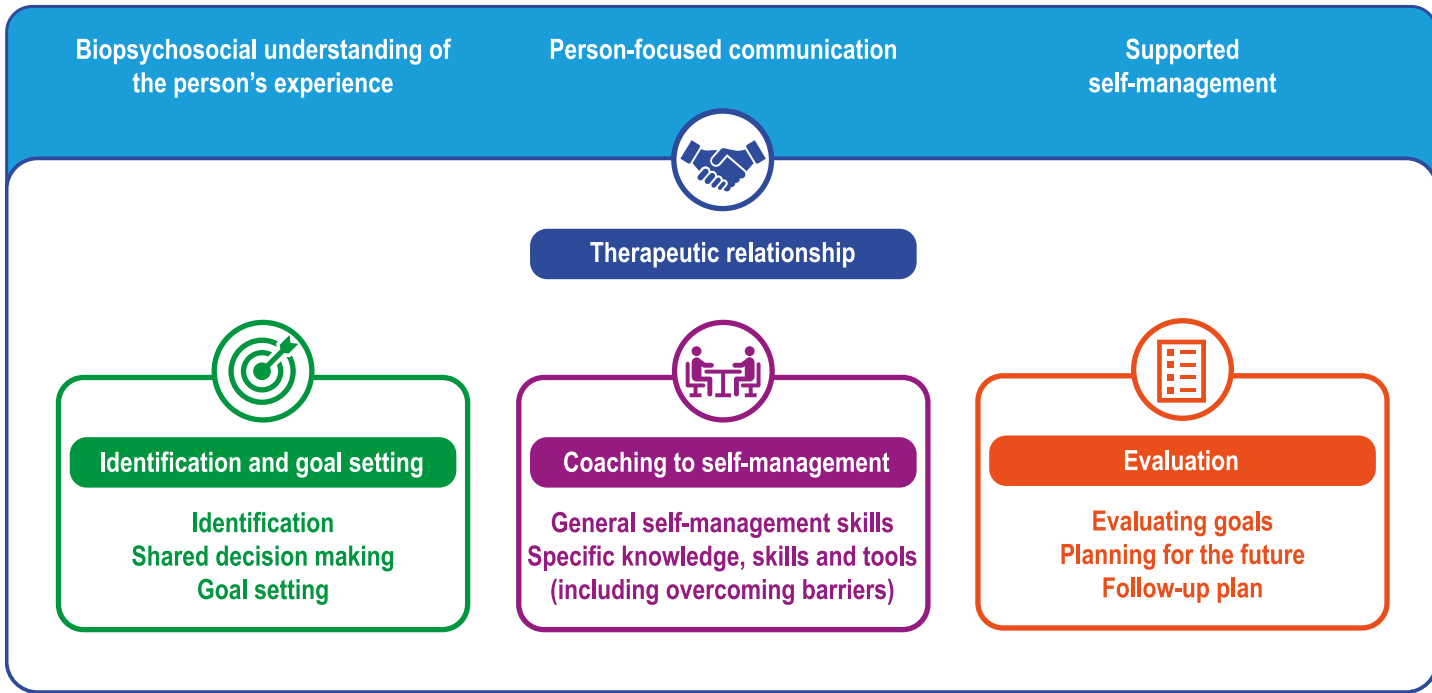 Biopsychosocial understanding of
the person’s experience
Person-focused communication
Supported
self-management
Therapeutic relationship
Identification and goal setting
Identification
Shared decision making
Goal setting
Coaching to self-management
General self-management skills
Specific knowledge, skills and tools
(including overcoming barriers)
Evaluation
Evaluating goals
Planning for the future
Follow-up plan